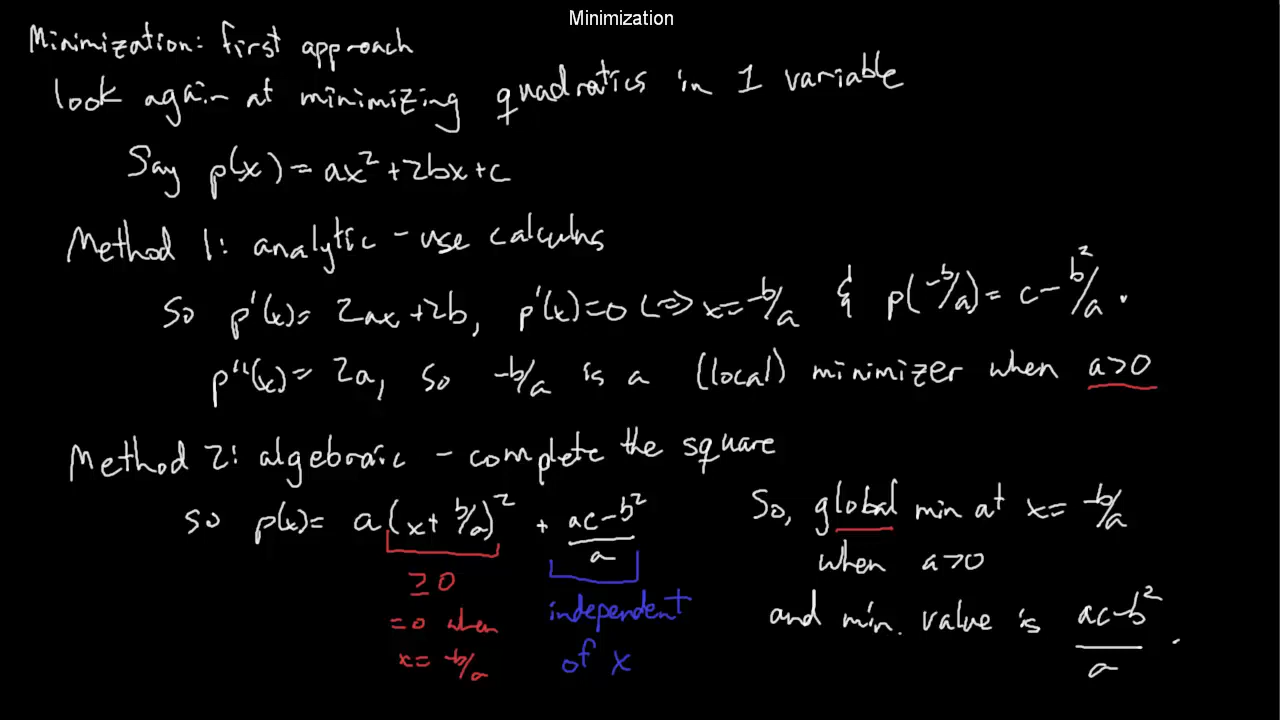 Minimization
Minimization: first approach
look again at minimizing quadratics in 1 variable
Say p(x) = ax² + 2bx + c
Method 1: analytic – use calculus
So p'(x) = 2ax + 2b, p'(x) = 0 ⟺ x = -b/a & p(-b/a) = c - b²/a.
p''(x) = 2a, so -b/a is a (local) minimizer when a>0
Method 2: algebraic – complete the square
so p(x) = a(x + b/a)² + (ac-b²)/a
≥ 0
= 0 when
x = -b/a
independent
of x
So, global min at x = -b/a
when a>0
and min. value is (ac-b²)/a.